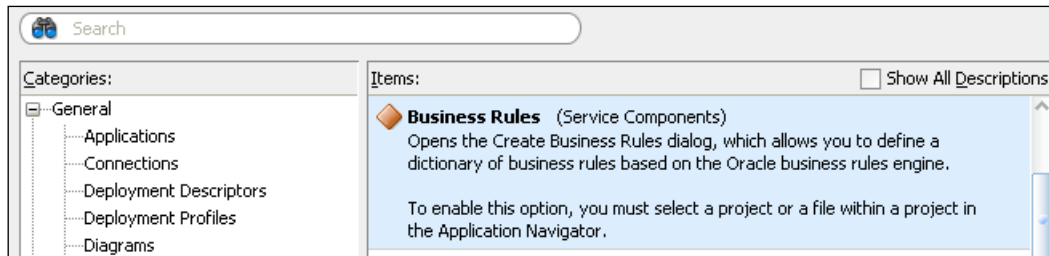 Search
Categories:
Items:
Show All Descriptions
General
Applications
Connections
Deployment Descriptors
Deployment Profiles
Diagrams
Business Rules (Service Components)
Opens the Create Business Rules dialog, which allows you to define a
dictionary of business rules based on the Oracle business rules engine.
To enable this option, you must select a project or a file within a project in
the Application Navigator.